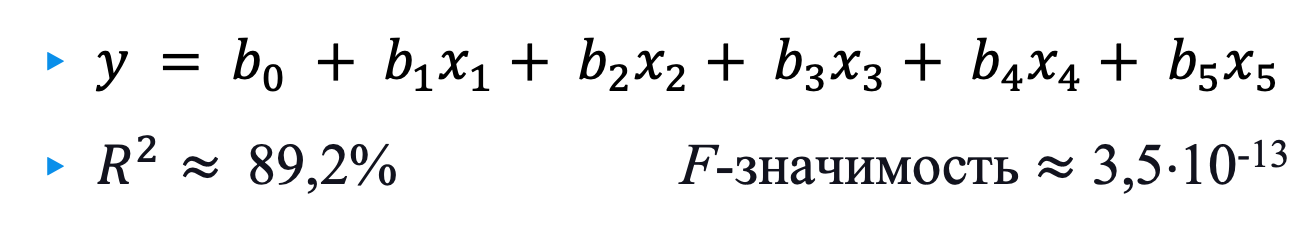 ▸ y = b₀ + b₁x₁ + b₂x₂ + b₃x₃ + b₄x₄ + b₅x₅
▸ R² ≈ 89,2% F-значимость ≈ 3,5·10⁻¹³